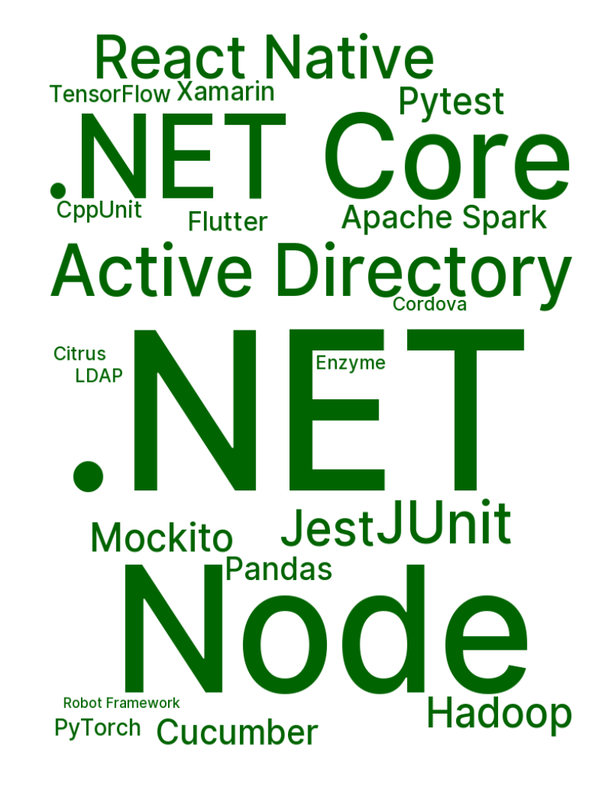 React Native
TensorFlow Xamarin
Pytest
.NET Core
CppUnit
Flutter
Apache Spark
Active Directory
Cordova
Citrus
Enzyme
LDAP
.NET
Mockito
Jest
JUnit
Pandas
Node
Robot Framework
Hadoop
PyTorch
Cucumber